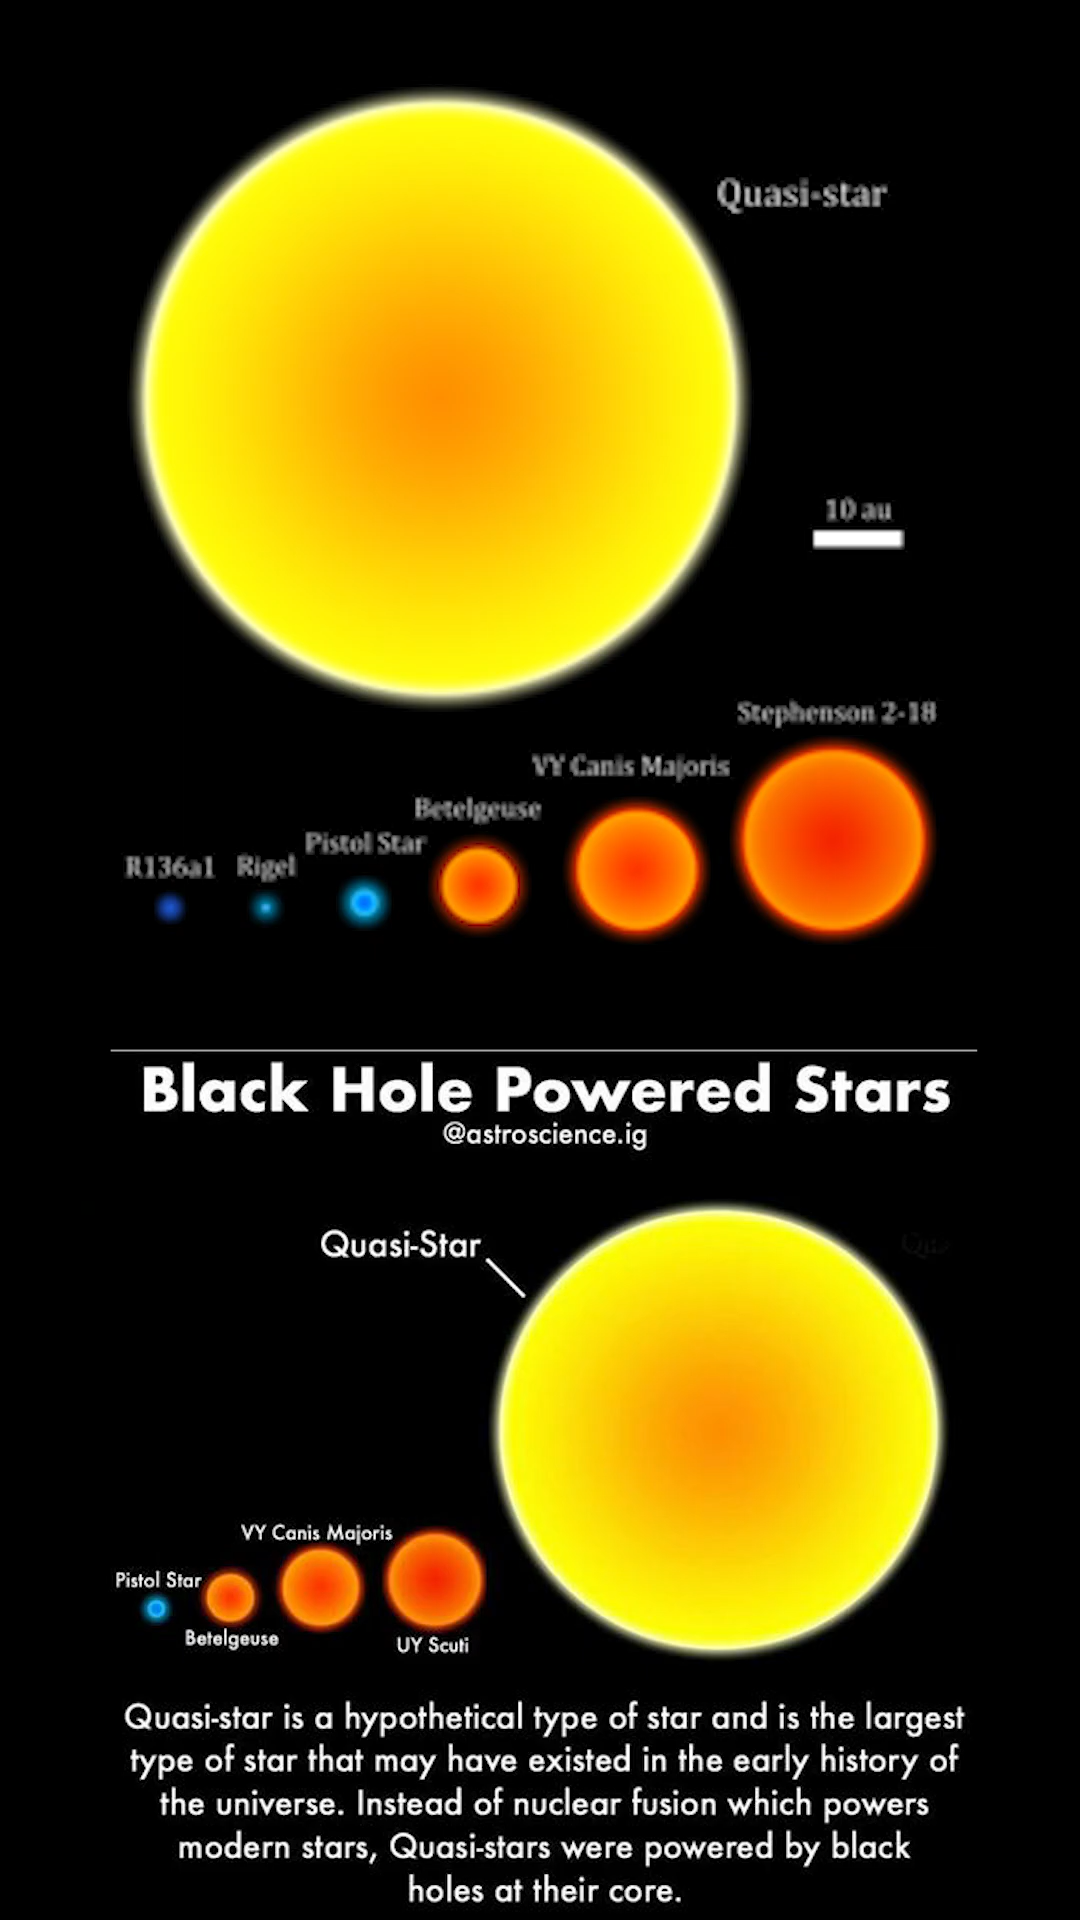 Quasi-star
10 au
Stephenson 2-18
VY Canis Majoris
Betelgeuse
Pistol Star
R136a1 Rigel
Black Hole Powered Stars
@astroscience.ig
Quasi-Star
VY Canis Majoris
Pistol Star
Betelgeuse
UY Scuti
Quasi-star is a hypothetical type of star and is the largest
type of star that may have existed in the early history of
the universe. Instead of nuclear fusion which powers
modern stars, Quasi-stars were powered by black
holes at their core.